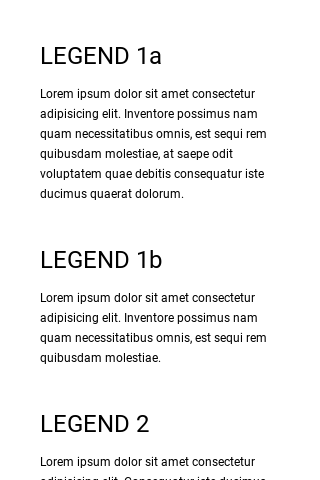 LEGEND 1a
Lorem ipsum dolor sit amet consectetur
adipisicing elit. Inventore possimus nam
quam necessitatibus omnis, est sequi rem
quibusdam molestiae, at saepe odit
voluptatem quae debitis consequatur iste
ducimus quaerat dolorum.
LEGEND 1b
Lorem ipsum dolor sit amet consectetur
adipisicing elit. Inventore possimus nam
quam necessitatibus omnis, est sequi rem
quibusdam molestiae.
LEGEND 2
Lorem ipsum dolor sit amet consectetur